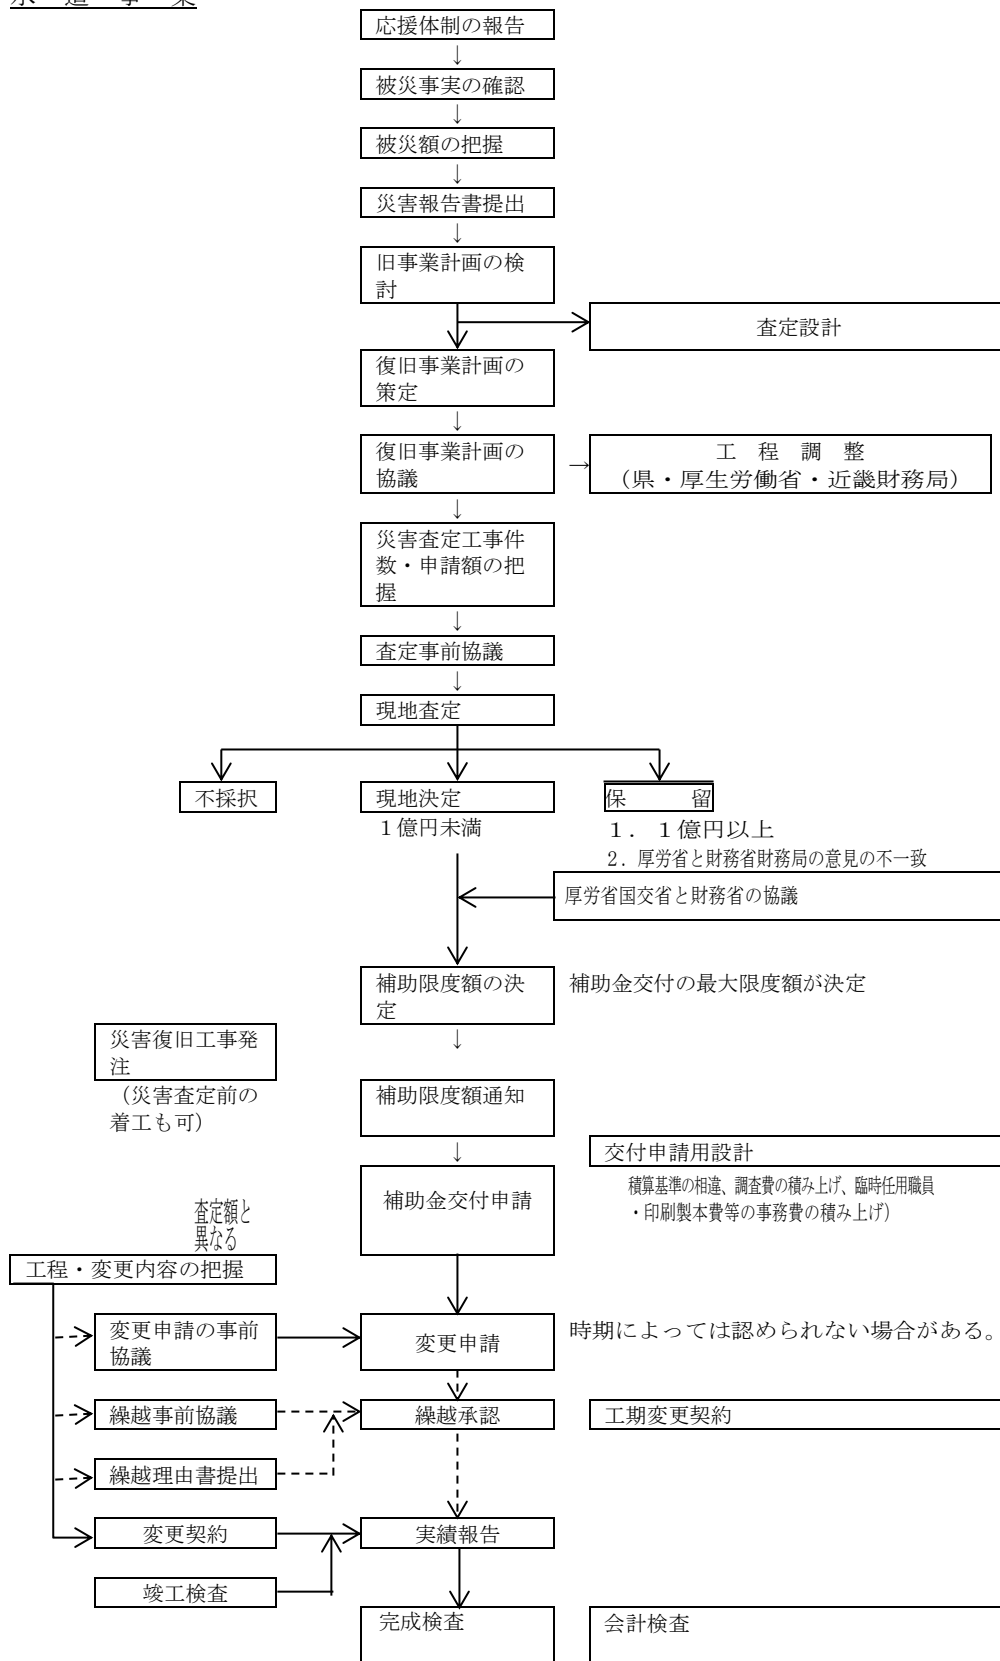 水　道　事　業
応援体制の報告
↓
被災事実の確認
↓
被災額の把握
↓
災害報告書提出
↓
旧事業計画の検
討
査定設計
復旧事業計画の
策定
↓
復旧事業計画の
協議
→
工　程　調　整
（県・厚生労働省・近畿財務局）
↓
災害査定工事件
数・申請額の把
握
↓
査定事前協議
↓
現地査定
不採択
現地決定
１億円未満
保　　　留
１．１億円以上
２．厚労省と財務省財務局の意見の不一致
厚労省国交省と財務省の協議
補助限度額の決
定
補助金交付の最大限度額が決定
↓
災害復旧工事発
注
（災害査定前の
着工も可）
補助限度額通知
↓
交付申請用設計
積算基準の相違、調査費の積み上げ、臨時任用職員
・印刷製本費等の事務費の積み上げ）
補助金交付申請
査定額と
異なる
工程・変更内容の把握
変更申請の事前
協議
変更申請
時期によっては認められない場合がある。
繰越事前協議
繰越承認
工期変更契約
繰越理由書提出
変更契約
実績報告
竣工検査
完成検査
会計検査